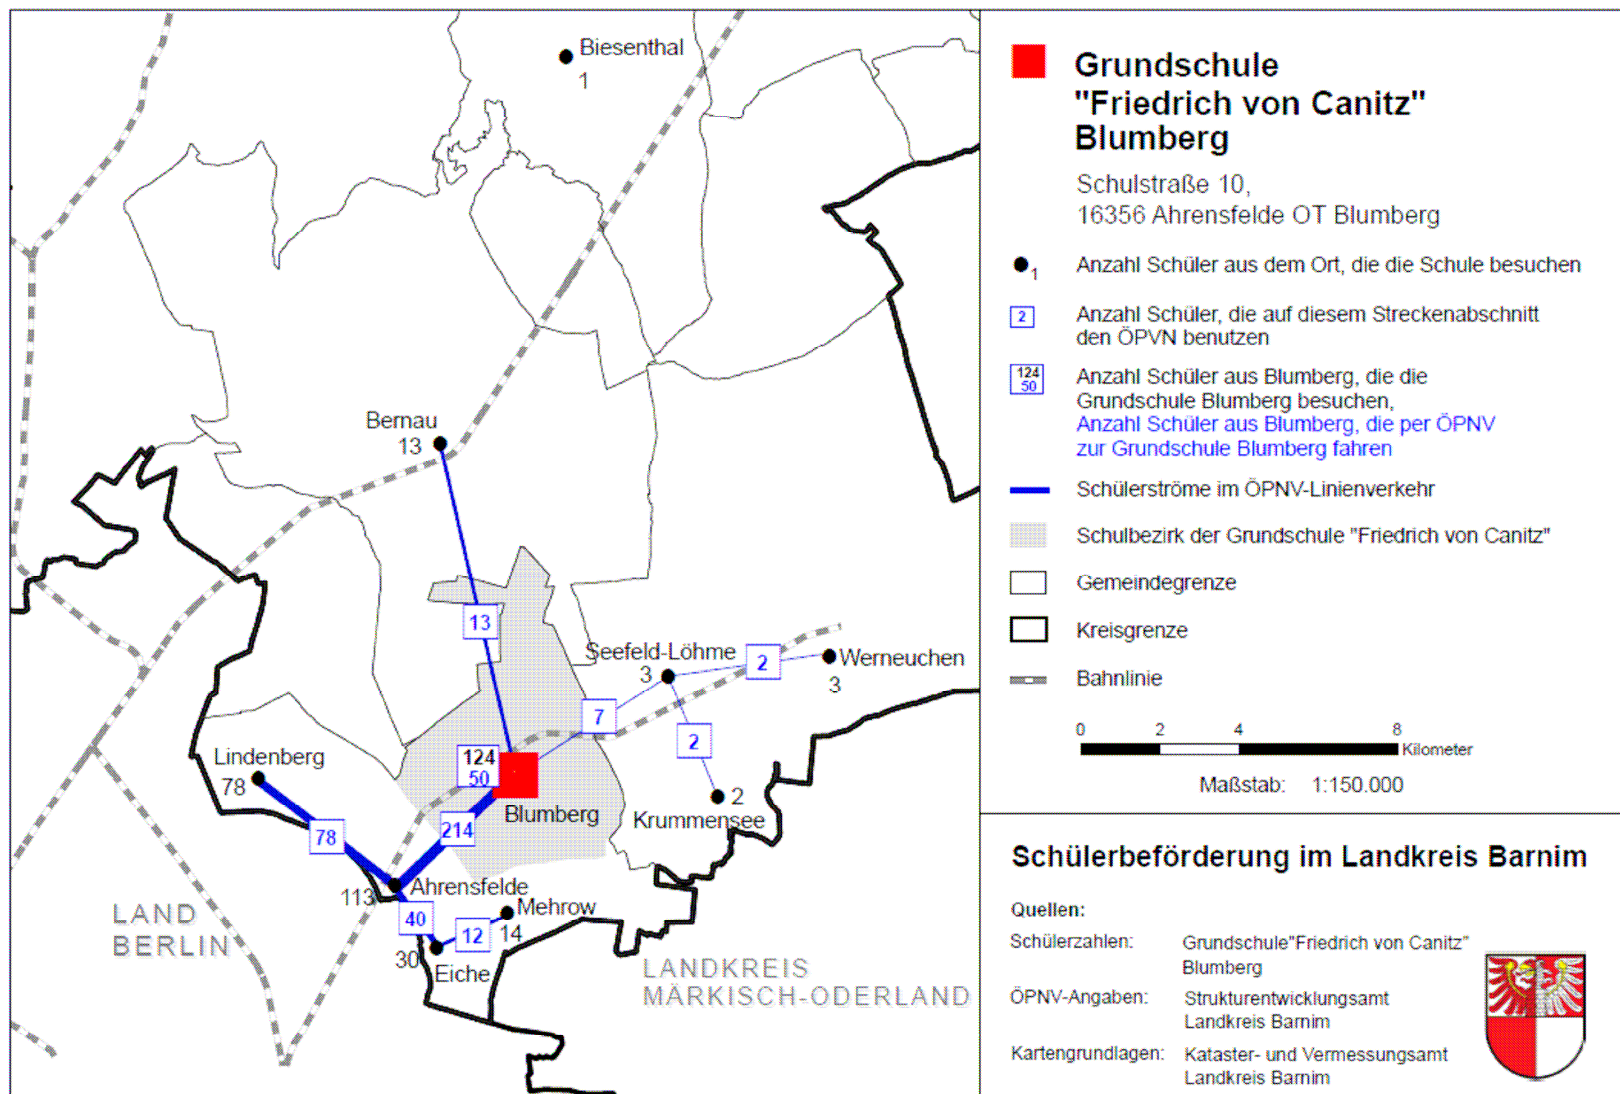 Biesenthal
1
Bernau
13
13
Seefeld-Löhme
3
2
Werneuchen
3
7
2
2
Krummensee
124
50
Blumberg
Lindenberg
78
78
214
113
Ahrensfelde
40
Mehrow
12
14
30
Eiche
LAND
BERLIN
LANDKREIS
MÄRKISCH-ODERLAND
Grundschule
"Friedrich von Canitz"
Blumberg
Schulstraße 10,
16356 Ahrensfelde OT Blumberg
1 Anzahl Schüler aus dem Ort, die die Schule besuchen
2 Anzahl Schüler, die auf diesem Streckenabschnitt
den ÖPVN benutzen
124 Anzahl Schüler aus Blumberg, die die
50 Grundschule Blumberg besuchen,
Anzahl Schüler aus Blumberg, die per ÖPNV
zur Grundschule Blumberg fahren
Schülerströme im ÖPNV-Linienverkehr
Schulbezirk der Grundschule "Friedrich von Canitz"
Gemeindegrenze
Kreisgrenze
Bahnlinie
0 2 4 8
Kilometer
Maßstab: 1:150.000
Schülerbeförderung im Landkreis Barnim
Quellen:
Schülerzahlen: Grundschule"Friedrich von Canitz"
Blumberg
ÖPNV-Angaben: Strukturentwicklungsamt
Landkreis Barnim
Kartengrundlagen: Kataster- und Vermessungsamt
Landkreis Barnim